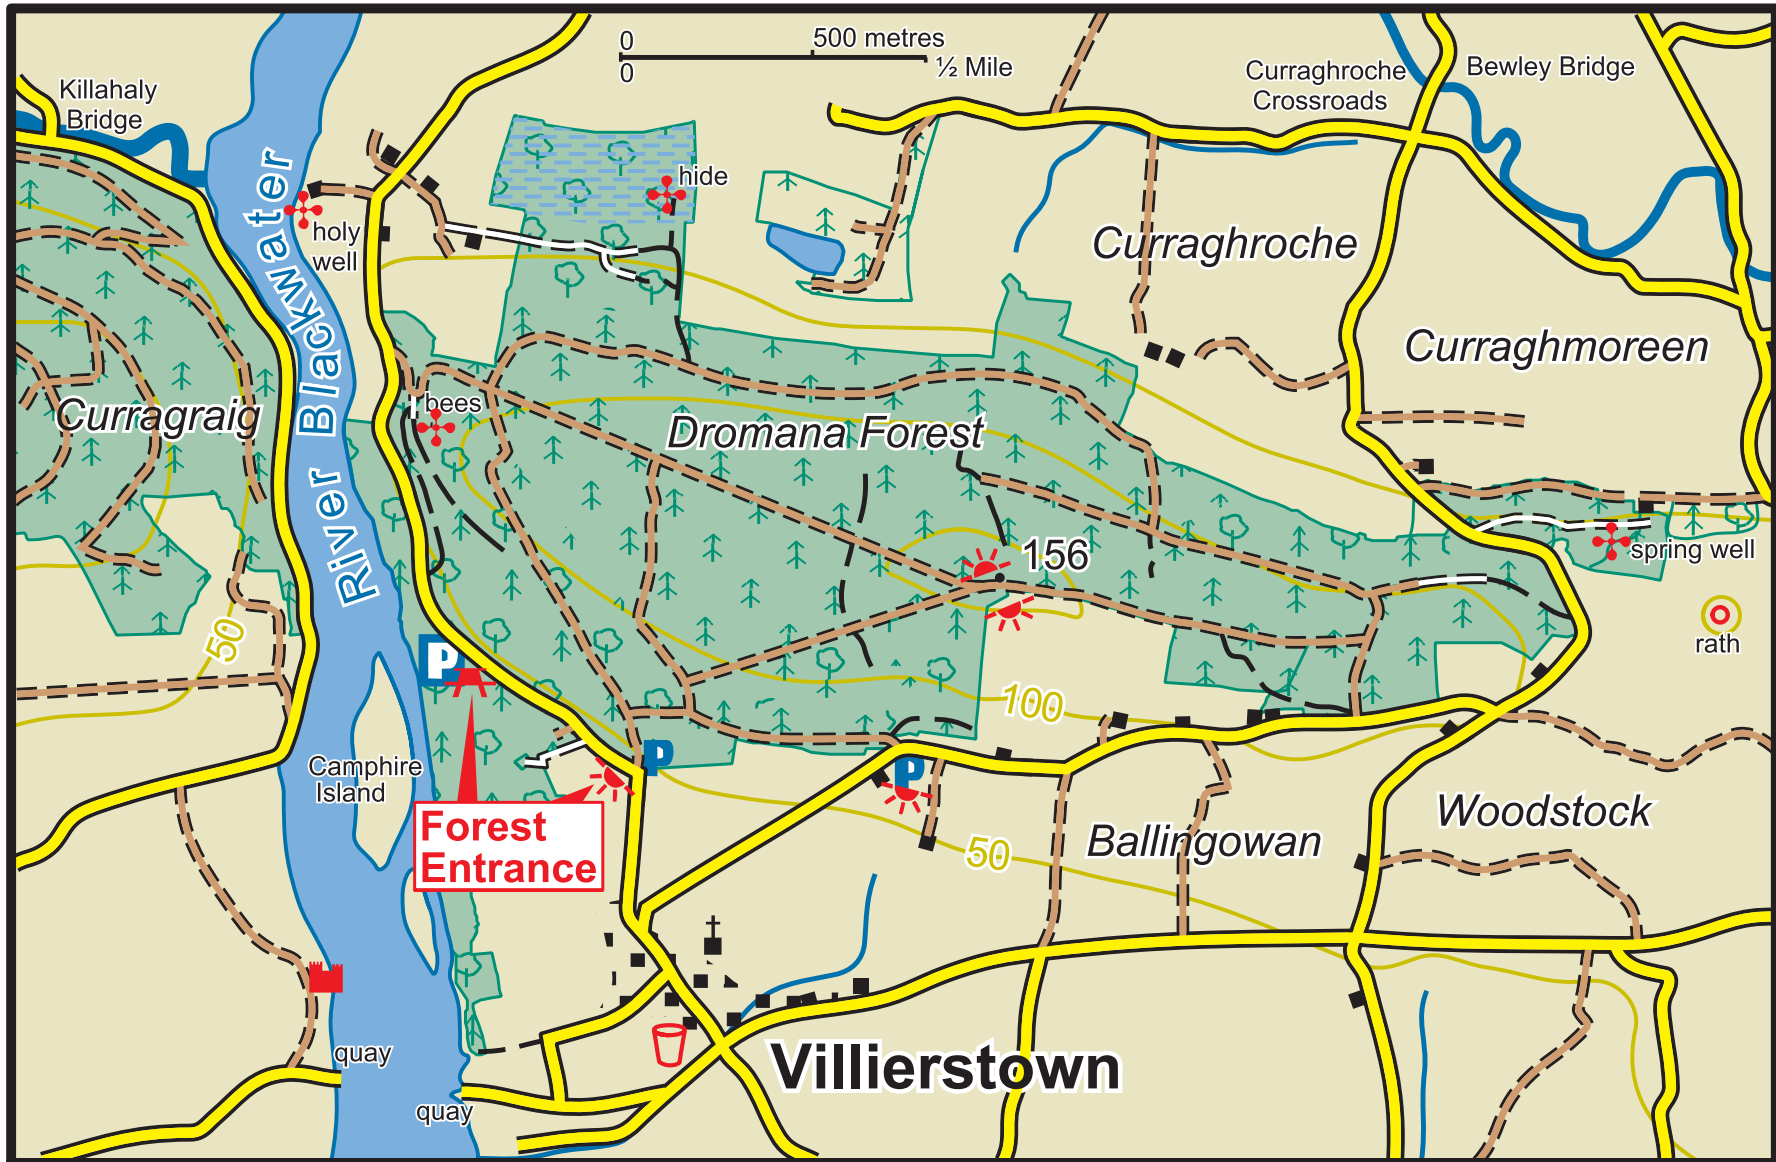 0
500 metres
0
½ Mile
Killahaly
Bridge
Curraghroche
Crossroads
Bewley Bridge
hide
holy
well
River Blackwater
Curraghroche
Curraghmoreen
Curragraig
bees
Dromana Forest
156
spring well
rath
50
P
100
Camphire
Island
P
P
Forest
Entrance
50
Ballingowan
Woodstock
quay
quay
Villierstown